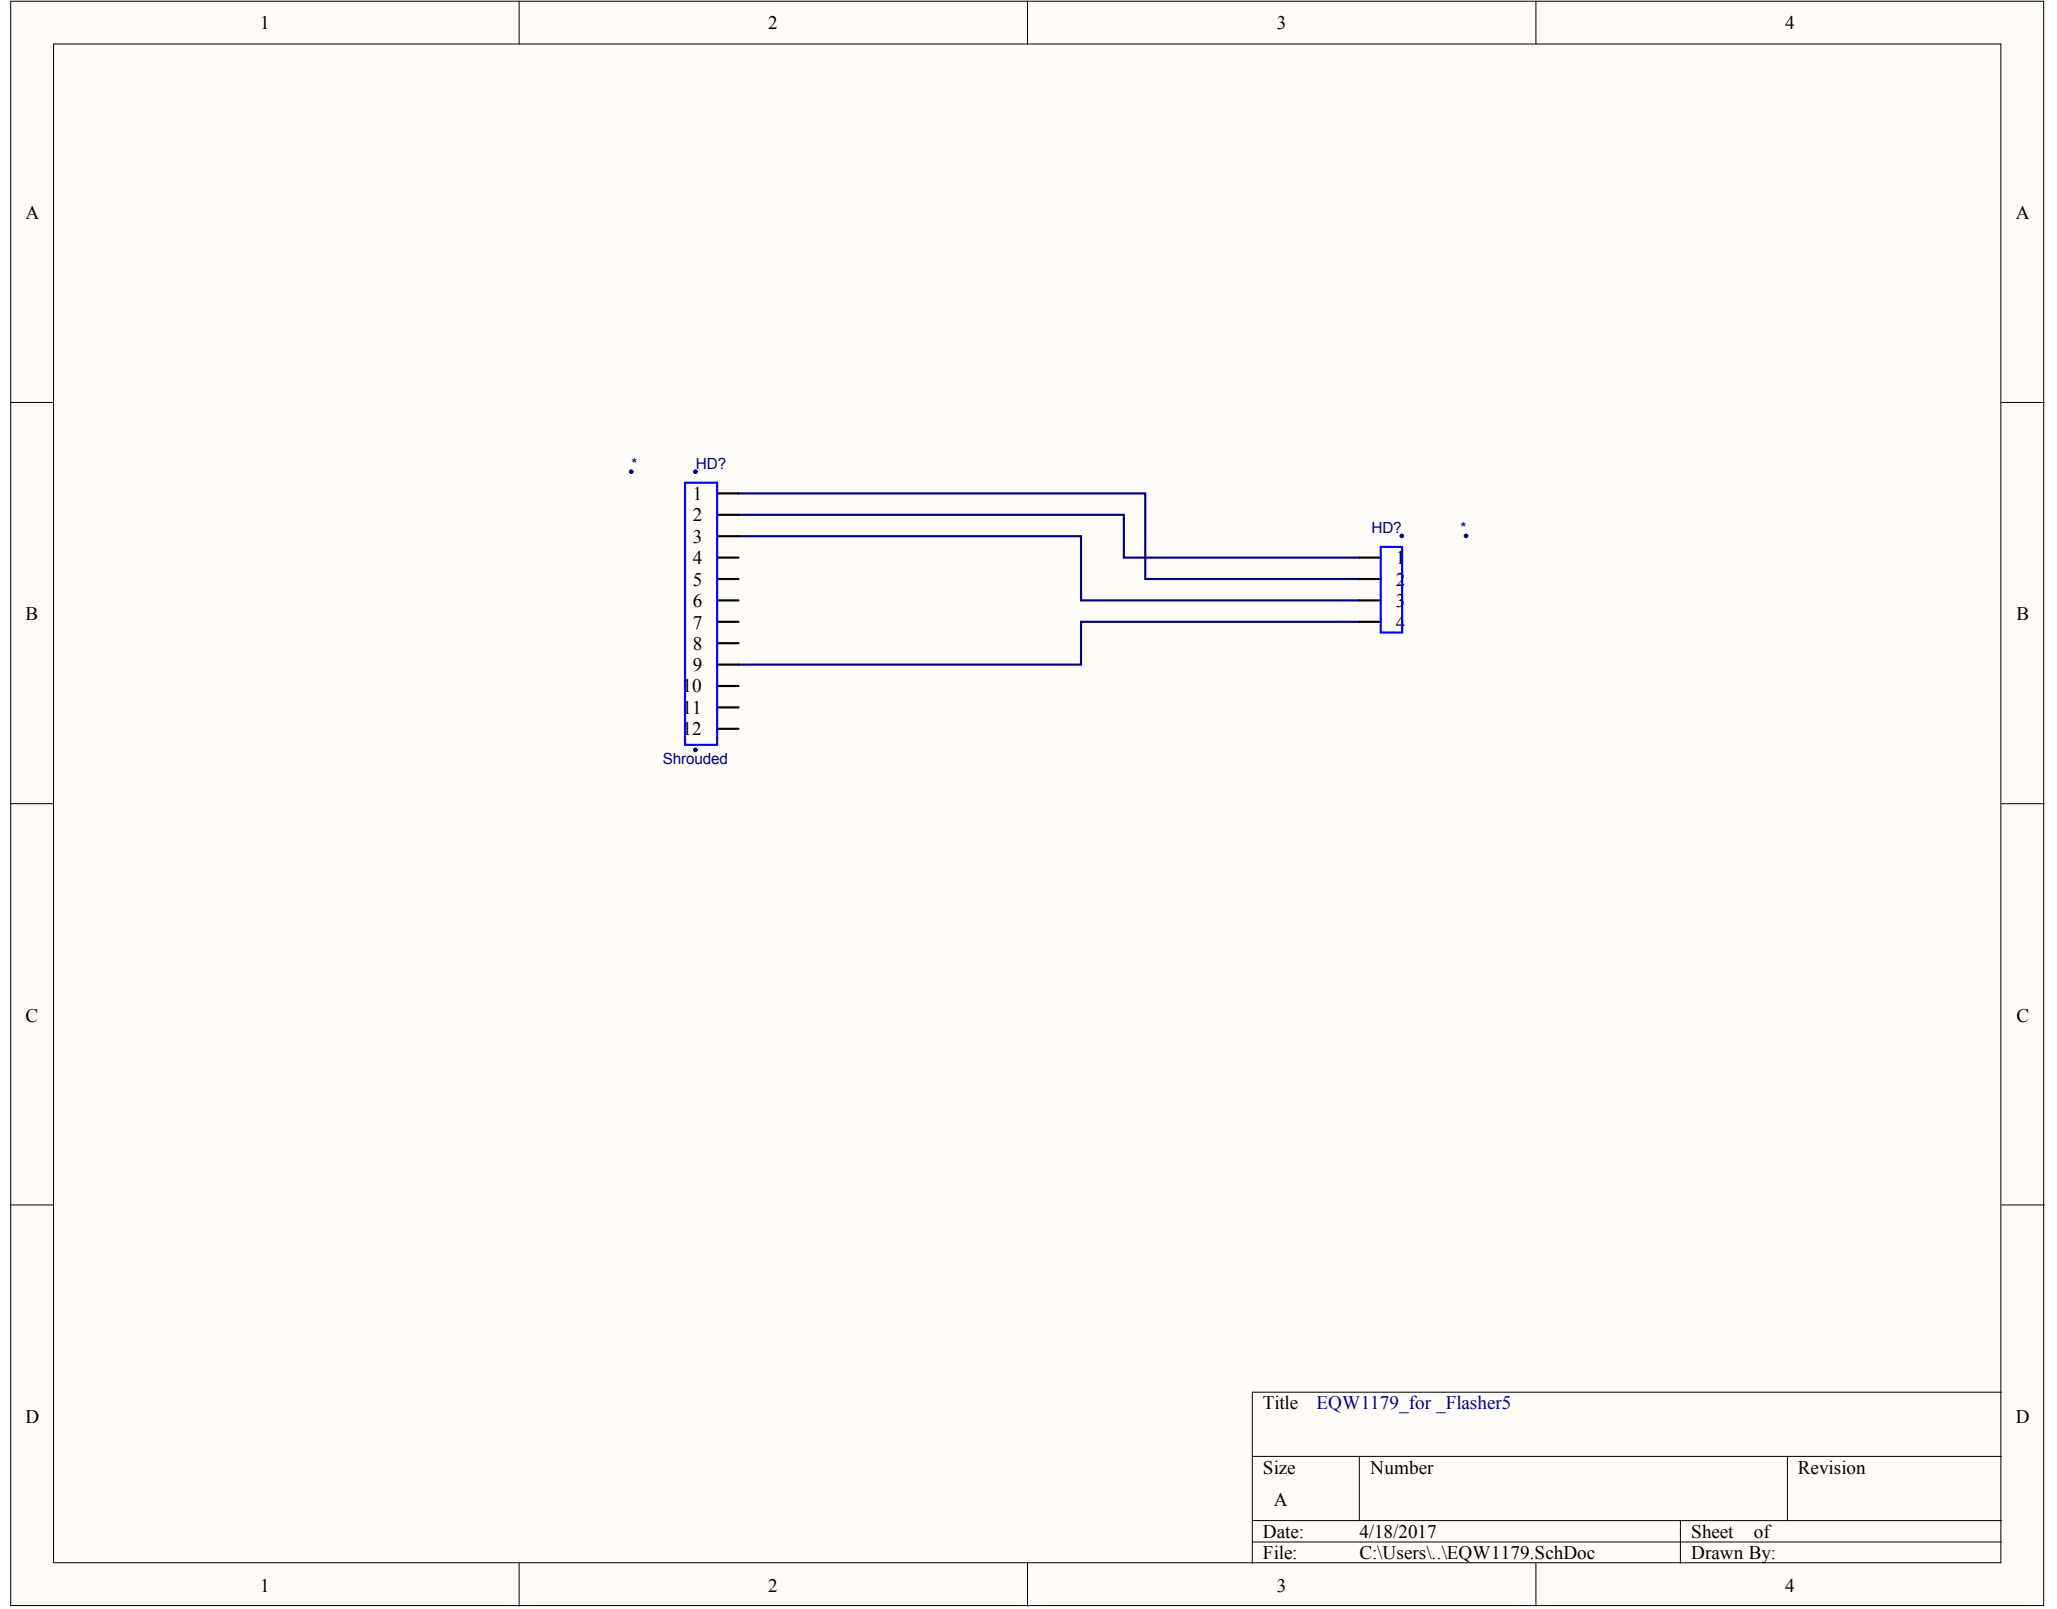 1 2 3 4
A A
* HD?
1
2
3
4
5
6
7
8
9
10
11
12
Shrouded
HD? *
1
2
3
4
B B
C C
D D
Title EQW1179_for _Flasher5
Size Number Revision
A
Date: 4/18/2017 Sheet of
File: C:\Users\..\EQW1179.SchDoc Drawn By:
1 2 3 4